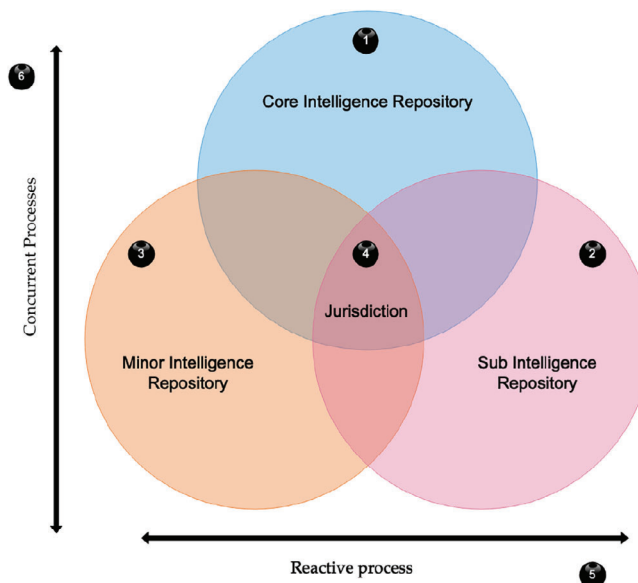 1
6
Core Intelligence Repository
Concurrent Processes
3
4
2
Jurisdiction
Minor Intelligence
Repository
Sub Intelligence
Repository
Reactive process
5